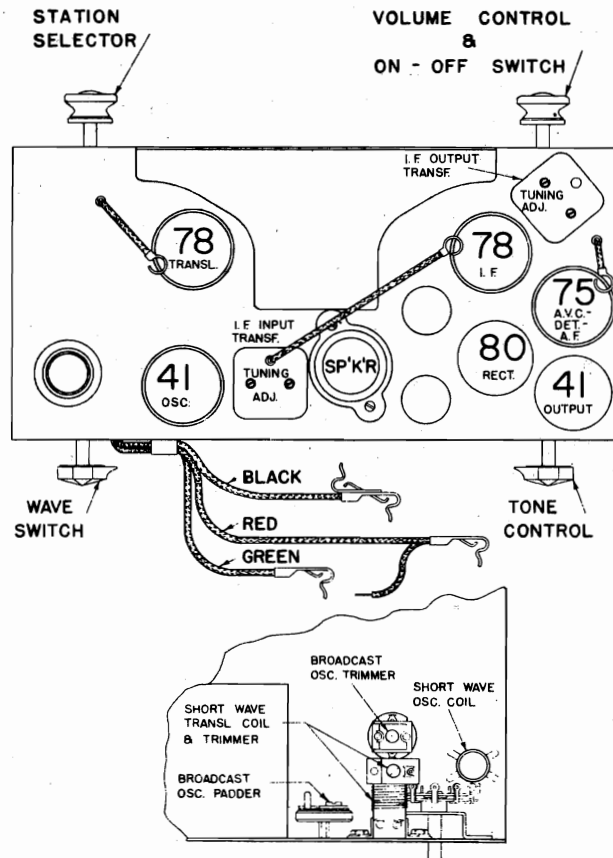 STATION
SELECTOR
VOLUME CONTROL
&
ON - OFF SWITCH
I.F. OUTPUT
TRANSF.
TUNING
ADJ.
78
TRANSL.
78
I.F.
75
A.V.C.-
DET.-
A.F.
I.F. INPUT
TRANSF.
TUNING
ADJ.
SP'K'R
80
RECT.
41
OSC.
41
OUTPUT
BLACK
RED
GREEN
WAVE
SWITCH
TONE
CONTROL
BROADCAST
OSC. TRIMMER
SHORT WAVE
OSC. COIL
SHORT WAVE
TRANSL COIL
& TRIMMER
BROADCAST
OSC. PADDER